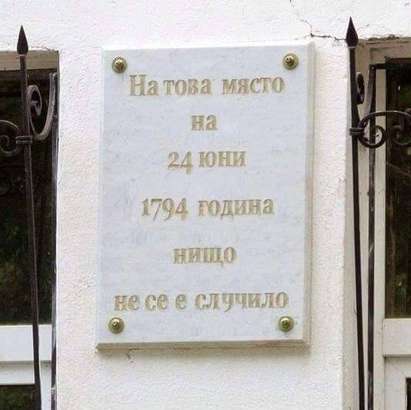 На това място
на
24 юни
1794 година
нищо
не се е случило